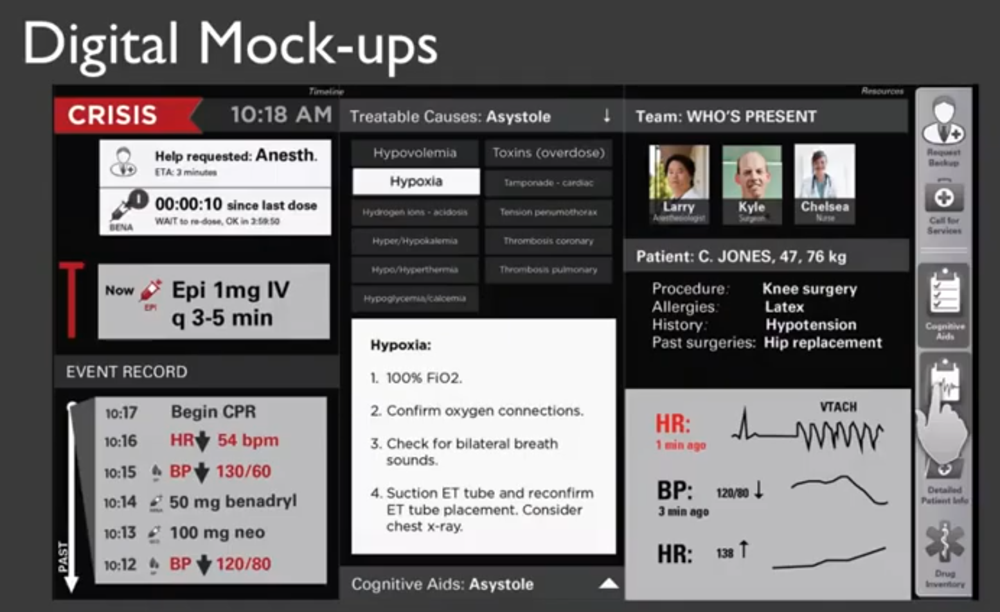 Digital Mock-ups
Timeline
Resources
CRISIS
10:18 AM
Help requested: Anesth.
ETA: 3 minutes
00:00:10 since last dose
WAIT to re-dose, OK in 3:59:50
BENA
Now
EPI
Epi 1mg IV
q 3-5 min
EVENT RECORD
10:17 Begin CPR
10:16 HR 54 bpm
10:15 BP 130/60
10:14 50 mg benadryl
10:13 100 mg neo
10:12 BP 120/80
PAST
Treatable Causes: Asystole ↓
Hypovolemia
Toxins (overdose)
Hypoxia
Tamponade - cardiac
Hydrogen ions - acidosis
Tension penumothorax
Hyper/Hypokalemia
Thrombosis coronary
Hypo/Hyperthermia
Thrombosis pulmonary
Hypoglycemia/calcemia
Hypoxia:
1. 100% FiO2.
2. Confirm oxygen connections.
3. Check for bilateral breath
sounds.
4. Suction ET tube and reconfirm
ET tube placement. Consider
chest x-ray.
Cognitive Aids: Asystole
Team: WHO'S PRESENT
Larry
Anesthesiologist
Kyle
Surgeon
Chelsea
Nurse
Patient: C. JONES, 47, 76 kg
Procedure: Knee surgery
Allergies: Latex
History: Hypotension
Past surgeries: Hip replacement
HR:
1 min ago
VTACH
BP: 120/80 ↓
3 min ago
HR: 138 ↑
Request
Backup
Call for
Services
Cognitive
Aids
Detailed
Patient Info
Drug
Inventory